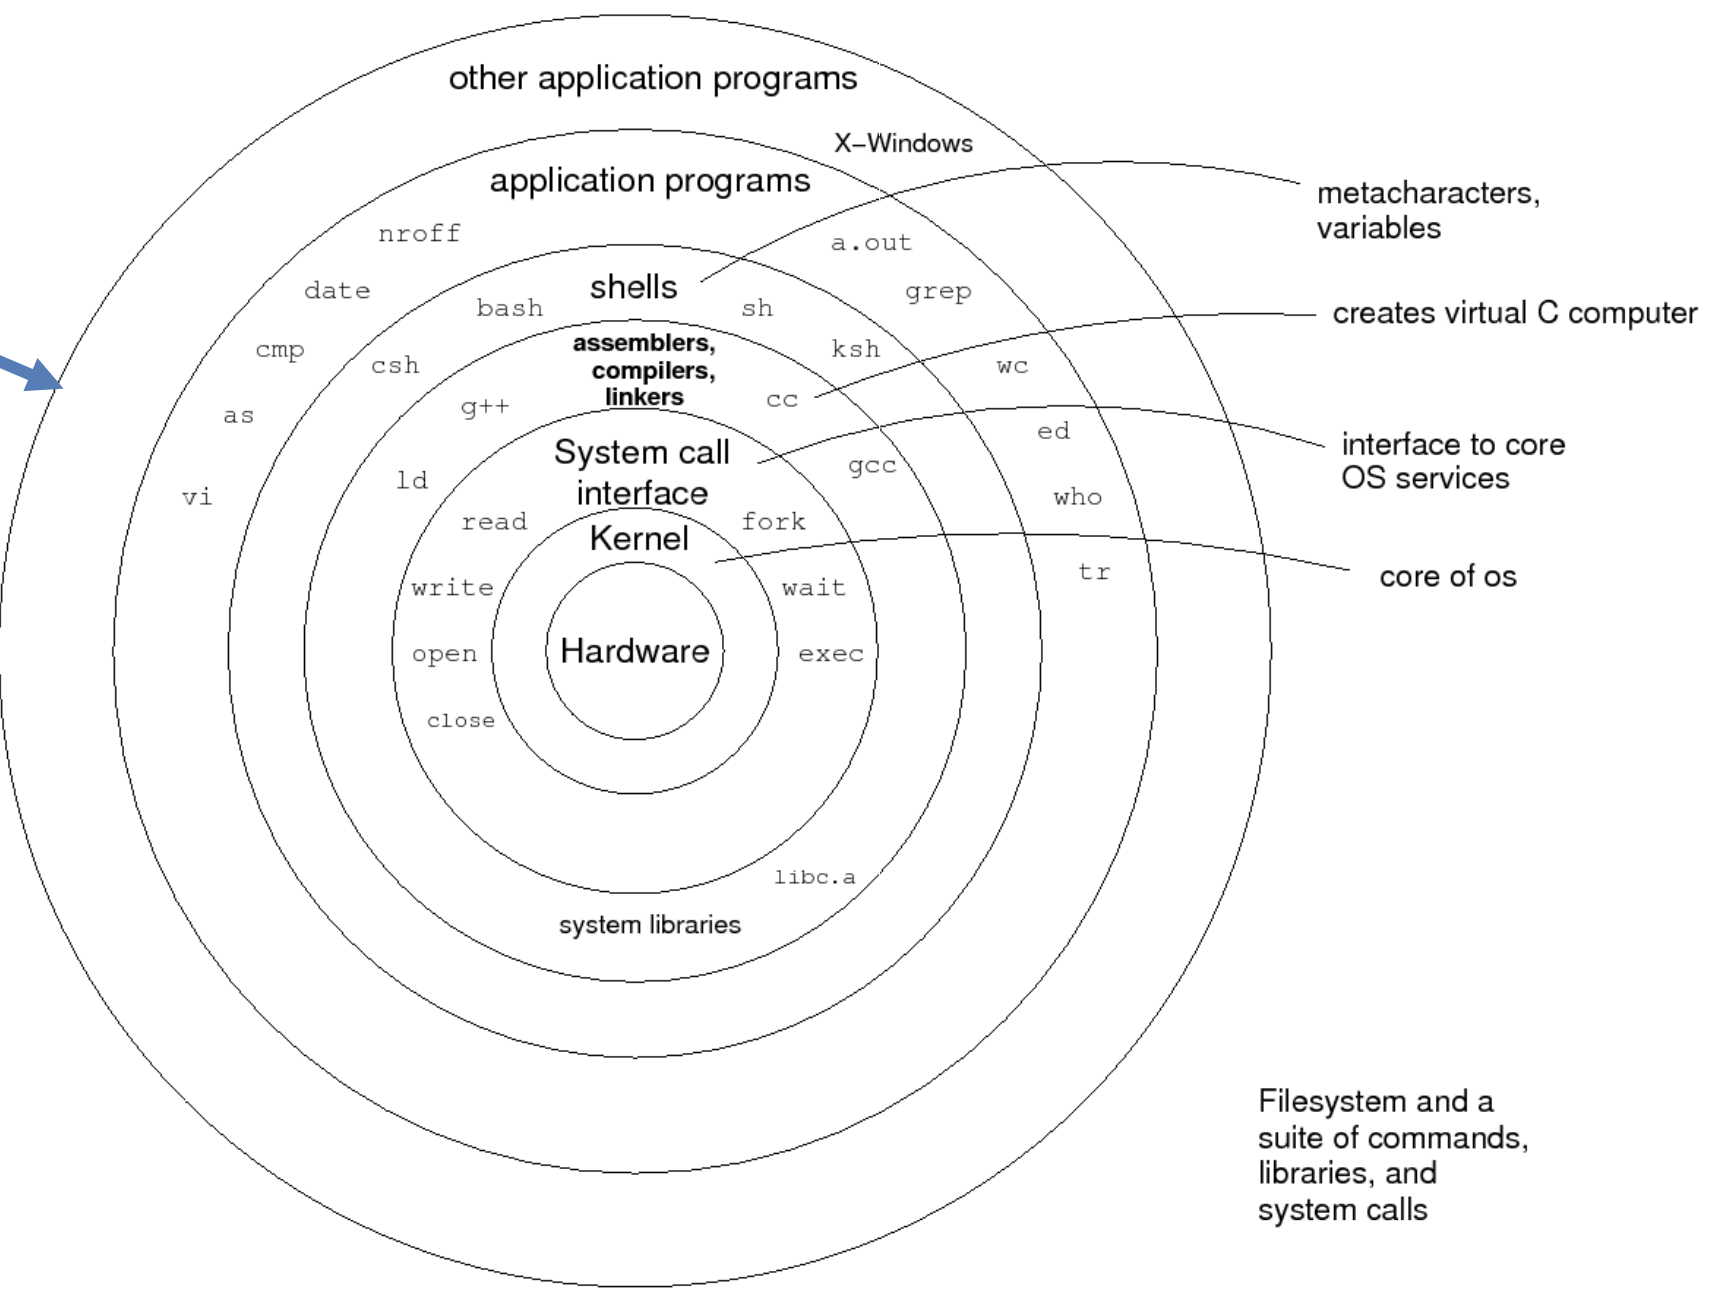 other application programs
X–Windows
application programs
metacharacters,
variables
nroff
a.out
shells
date
grep
bash
sh
creates virtual C computer
assemblers,
compilers,
linkers
cmp
ksh
csh
wc
cc
g++
as
ed
interface to core
OS services
System call
interface
gcc
ld
vi
who
read
fork
Kernel
tr
core of os
write
wait
Hardware
open
exec
close
libc.a
system libraries
Filesystem and a
suite of commands,
libraries, and
system calls